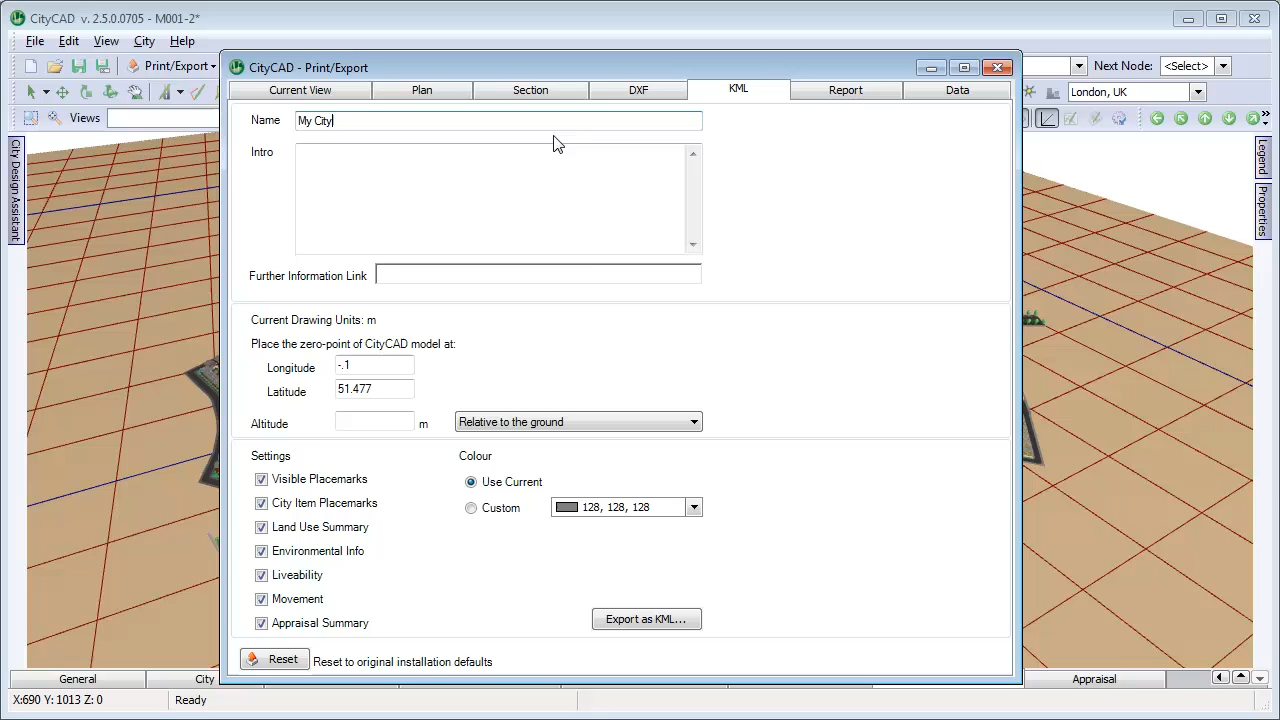 CityCAD v. 2.5.0.0705 - M001-2*
File Edit View City Help
Print/Export
Next Node: <Select>
London, UK
Views
CityCAD - Print/Export
Current View Plan Section DXF KML Report Data
Name My City
Intro
Further Information Link
Current Drawing Units: m
Place the zero-point of CityCAD model at:
Longitude -.1
Latitude 51.477
Altitude m Relative to the ground
Settings Colour
Visible Placemarks Use Current
City Item Placemarks Custom 128, 128, 128
Land Use Summary
Environmental Info
Liveability
Movement
Appraisal Summary
Export as KML...
Reset Reset to original installation defaults
City Design Assistant
Legend
Properties
General City Appraisal
X:690 Y: 1013 Z: 0 Ready